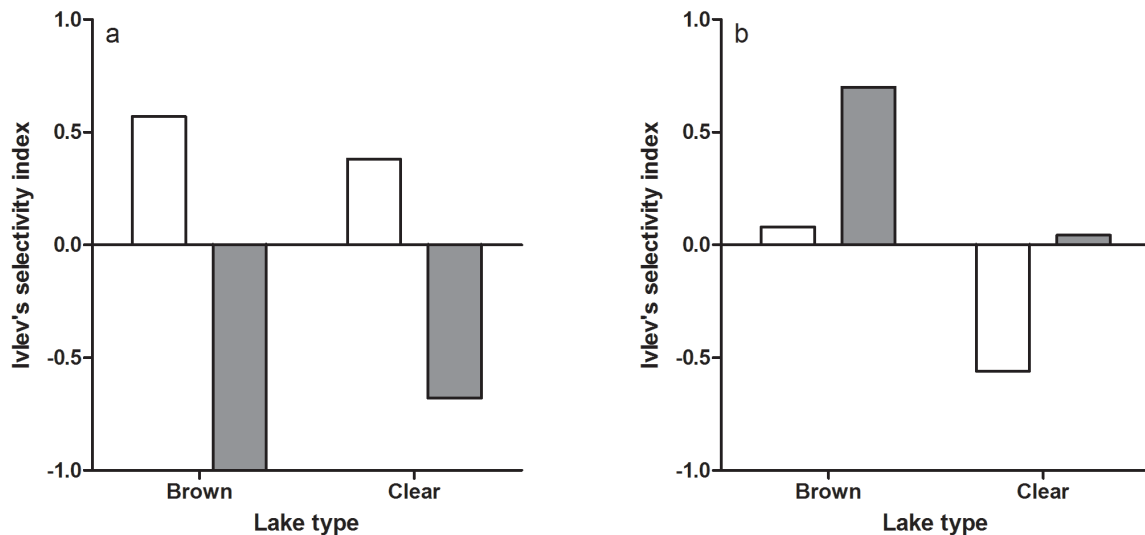 a
Ivlev's selectivity index
1.0
0.5
0.0
-0.5
-1.0
Brown Clear
Lake type
b
Ivlev's selectivity index
1.0
0.5
0.0
-0.5
-1.0
Brown Clear
Lake type